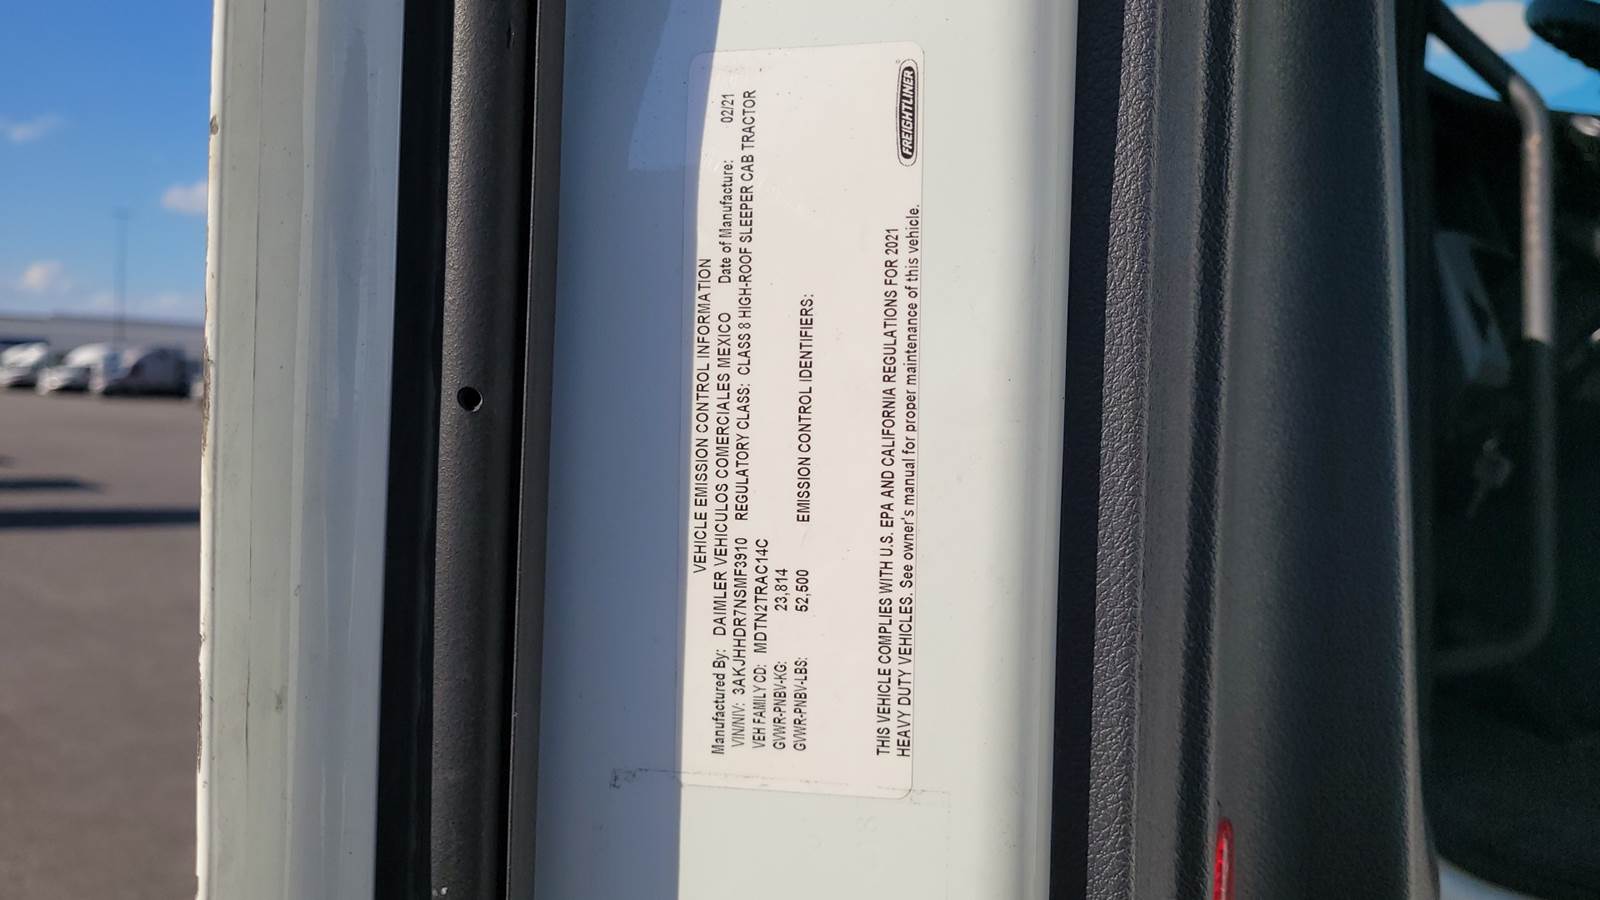 VEHICLE EMISSION CONTROL INFORMATION
Manufactured By: DAIMLER VEHICULOS COMERCIALES MEXICO Date of Manufacture: 02/21
VIN/NIV: 3AKJHHDR7NSMF3910 REGULATORY CLASS: CLASS 8 HIGH-ROOF SLEEPER CAB TRACTOR
VEH FAMILY CD: MDTN2TRAC14C
GVWR-PNBV-KG: 23,814
GVWR-PNBV-LBS: 52,500 EMISSION CONTROL IDENTIFIERS:
THIS VEHICLE COMPLIES WITH U.S. EPA AND CALIFORNIA REGULATIONS FOR 2021
HEAVY DUTY VEHICLES. See owner's manual for proper maintenance of this vehicle.
FREIGHTLINER